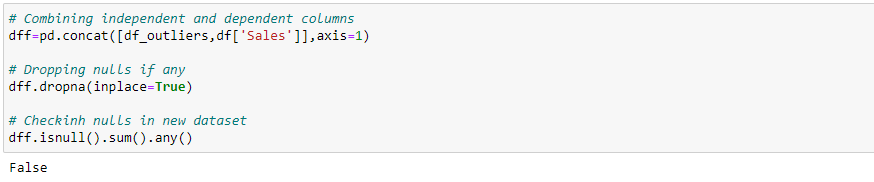 # Combining independent and dependent columns
dff=pd.concat([df_outliers,df['Sales']],axis=1)
# Dropping nulls if any
dff.dropna(inplace=True)
# Checkinh nulls in new dataset
dff.isnull().sum().any()
False